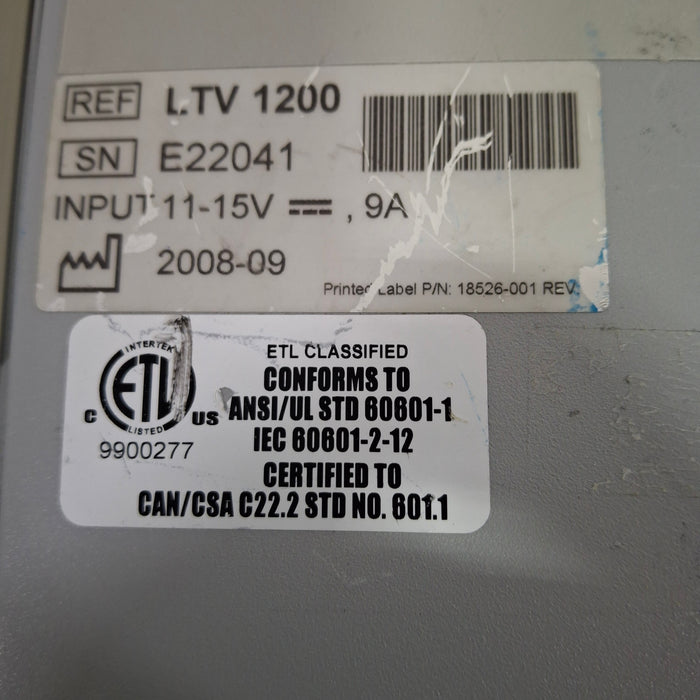 REF LTV 1200
SN E22041
INPUT 11-15V ⎓, 9A
2008-09
Printed Label P/N: 18526-001 REV.
INTERTEK
ETL
C US
LISTED
9900277
ETL CLASSIFIED
CONFORMS TO
ANSI/UL STD 60601-1
IEC 60601-2-12
CERTIFIED TO
CAN/CSA C22.2 STD NO. 601.1